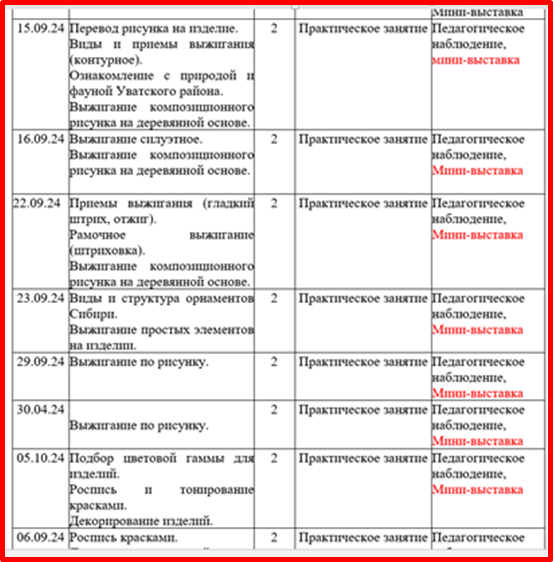 Мини-выставка
15.09.24 Перевод рисунка на изделие. 2 Практическое занятие Педагогическое
Виды и приемы выжигания наблюдение,
(контурное). мини-выставка
Ознакомление с природой и
фауной Уватского района.
Выжигание композиционного
рисунка на деревянной основе.
16.09.24 Выжигание силуэтное. 2 Практическое занятие Педагогическое
Выжигание композиционного наблюдение,
рисунка на деревянной основе. Мини-выставка
22.09.24 Приемы выжигания (гладкий 2 Практическое занятие Педагогическое
штрих, отжиг). наблюдение,
Рамочное выжигание Мини-выставка
(штриховка).
Выжигание композиционного
рисунка на деревянной основе.
23.09.24 Виды и структура орнаментов 2 Практическое занятие Педагогическое
Сибири. наблюдение,
Выжигание простых элементов Мини-выставка
на изделии.
29.09.24 Выжигание по рисунку. 2 Практическое занятие Педагогическое
наблюдение,
Мини-выставка
30.04.24 2 Практическое занятие Педагогическое
Выжигание по рисунку. наблюдение,
Мини-выставка
05.10.24 Подбор цветовой гаммы для 2 Практическое занятие Педагогическое
изделий. наблюдение,
Роспись и тонирование Мини-выставка
красками.
Декорирование изделий.
06.09.24 Роспись красками. 2 Практическое занятие Педагогическое